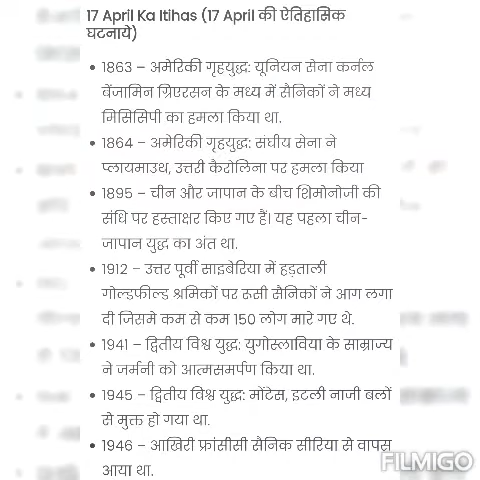 17 April Ka Itihas (17 April की ऐतिहासिक
घटनाये)
1863 – अमेरिकी गृहयुद्ध: यूनियन सेना कर्नल
बेंजामिन ग्रिएरसन के मध्य में सैनिकों ने मध्य
मिसिसिपी का हमला किया था.
1864 – अमेरिकी गृहयुद्ध: संघीय सेना ने
प्लायमाउथ, उत्तरी कैरोलिना पर हमला किया
1895 – चीन और जापान के बीच शिमोनोजी की
संधि पर हस्ताक्षर किए गए हैं। यह पहला चीन-
जापान युद्ध का अंत था.
1912 – उत्तर पूर्वी साइबेरिया में हड़ताली
गोल्डफील्ड श्रमिकों पर रूसी सैनिकों ने आग लगा
दी जिसमे कम से कम 150 लोग मारे गए थे.
1941 – द्वितीय विश्व युद्ध: युगोस्लाविया के साम्राज्य
ने जर्मनी को आत्मसमर्पण किया था.
1945 – द्वितीय विश्व युद्ध: मोंटेस, इटली नाजी बलों
से मुक्त हो गया था.
1946 – आखिरी फ्रांसीसी सैनिक सीरिया से वापस
आया था.
FILMIGO